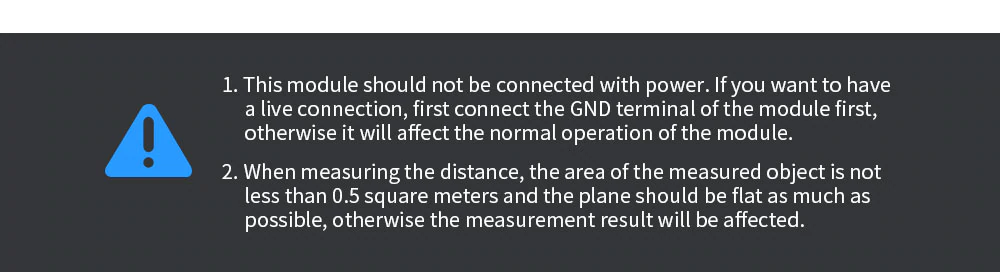 1. This module should not be connected with power. If you want to have
a live connection, first connect the GND terminal of the module first,
otherwise it will affect the normal operation of the module.
2. When measuring the distance, the area of the measured object is not
less than 0.5 square meters and the plane should be flat as much as
possible, otherwise the measurement result will be affected.